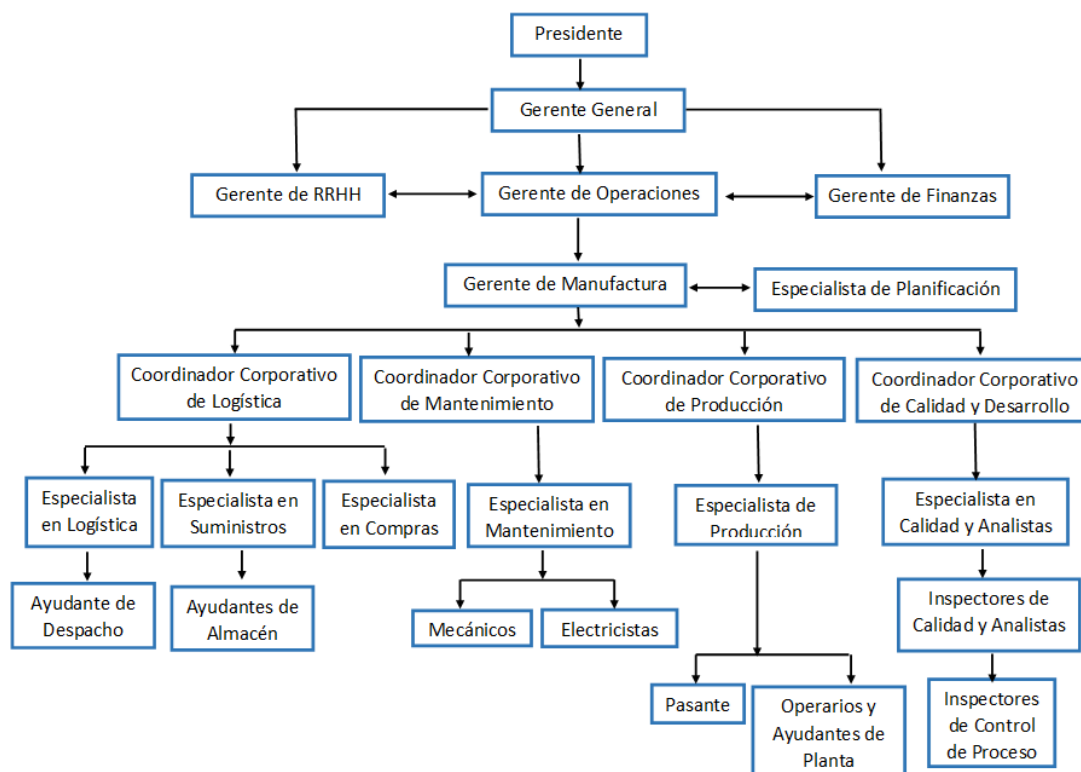 Presidente
Gerente General
Gerente de RRHH
Gerente de Operaciones
Gerente de Finanzas
Gerente de Manufactura
Especialista de Planificación
Coordinador Corporativo
de Logística
Coordinador Corporativo
de Mantenimiento
Coordinador Corporativo
de Producción
Coordinador Corporativo
de Calidad y Desarrollo
Especialista
en Logística
Especialista en
Suministros
Especialista
en Compras
Especialista en
Mantenimiento
Especialista de
Producción
Especialista en
Calidad y Analistas
Ayudante de
Despacho
Ayudantes de
Almacén
Mecánicos
Electricistas
Inspectores de
Calidad y Analistas
Pasante
Operarios y
Ayudantes de
Planta
Inspectores
de Control
de Proceso